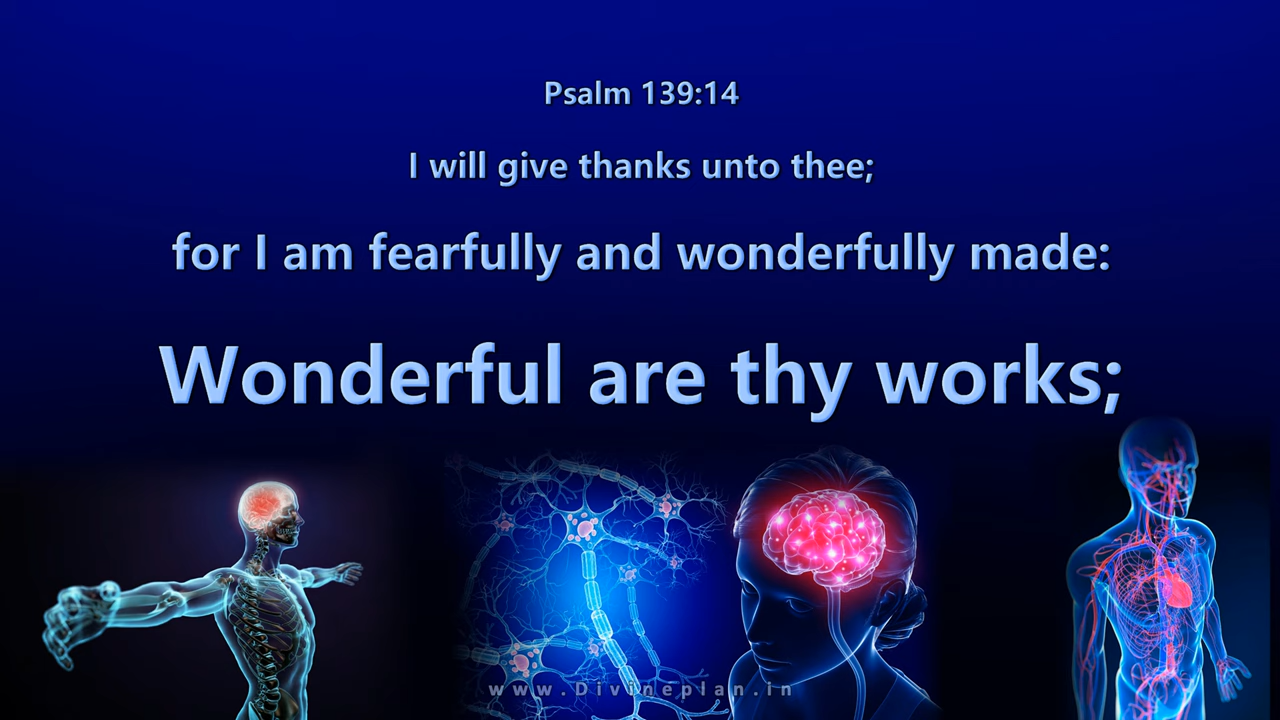 Psalm 139:14
I will give thanks unto thee;
for I am fearfully and wonderfully made:
Wonderful are thy works;
www.Divineplan.in